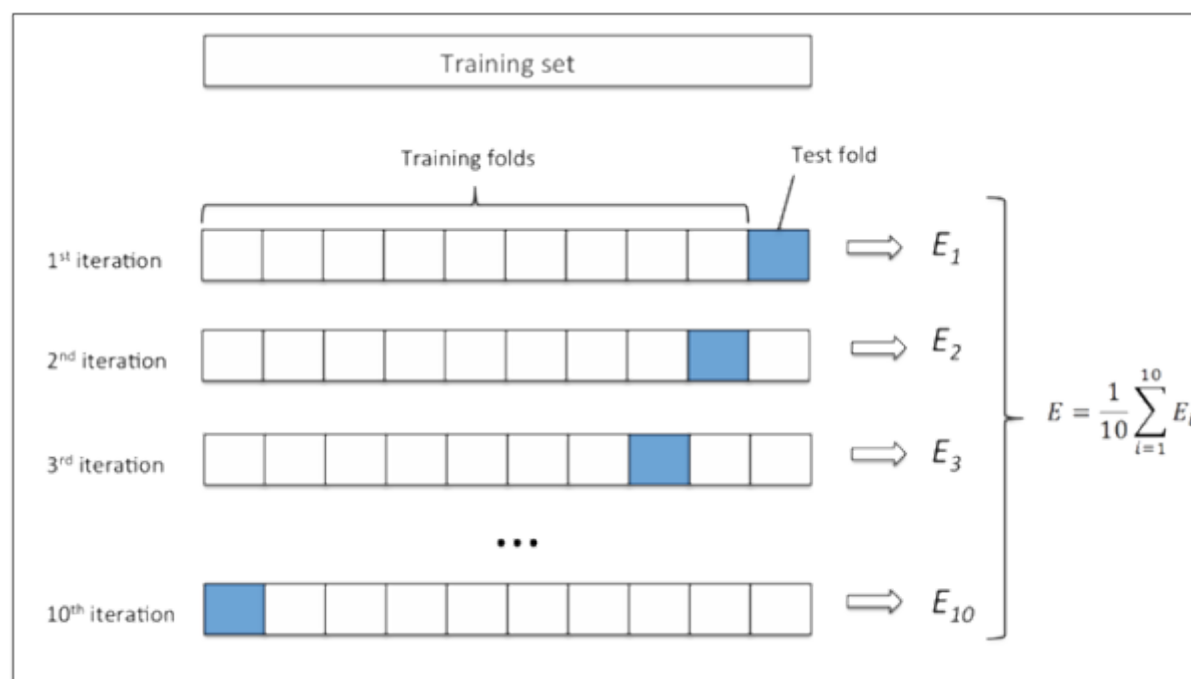 Training set
Training folds
Test fold
1st iteration
E1
2nd iteration
E2
E = 1/10 ∑ i=1 10 Ei
3rd iteration
E3
...
10th iteration
E10